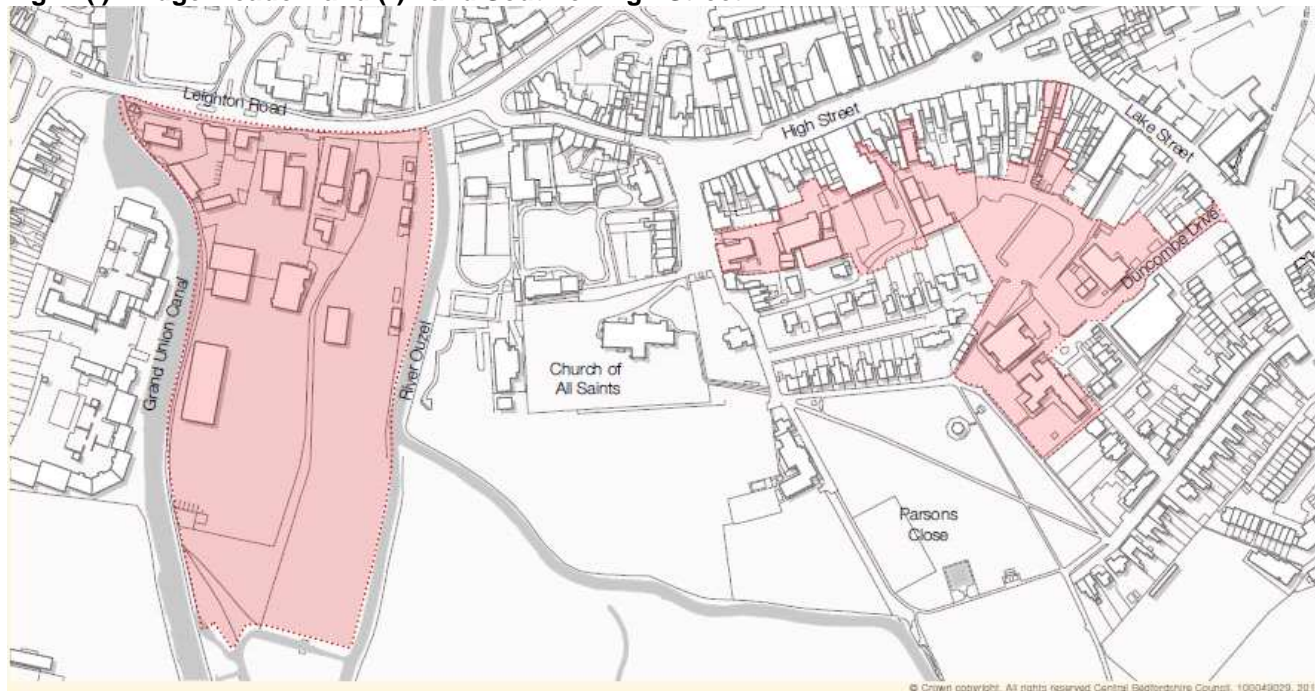 Leighton Road
High Street
Lake Street
Duncombe Drive
Grand Union Canal
River Ouzel
Church of
All Saints
Parsons
Close
© Crown copyright. All rights reserved Central Bedfordshire Council. 100049029,